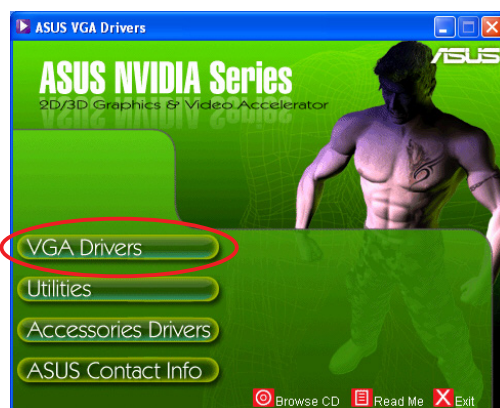 ASUS VGA Drivers
ASUS
ASUS NVIDIA Series
2D/3D Graphics & Video Accelerator
VGA Drivers
Utilities
Accessories Drivers
ASUS Contact Info
Browse CD Read Me Exit